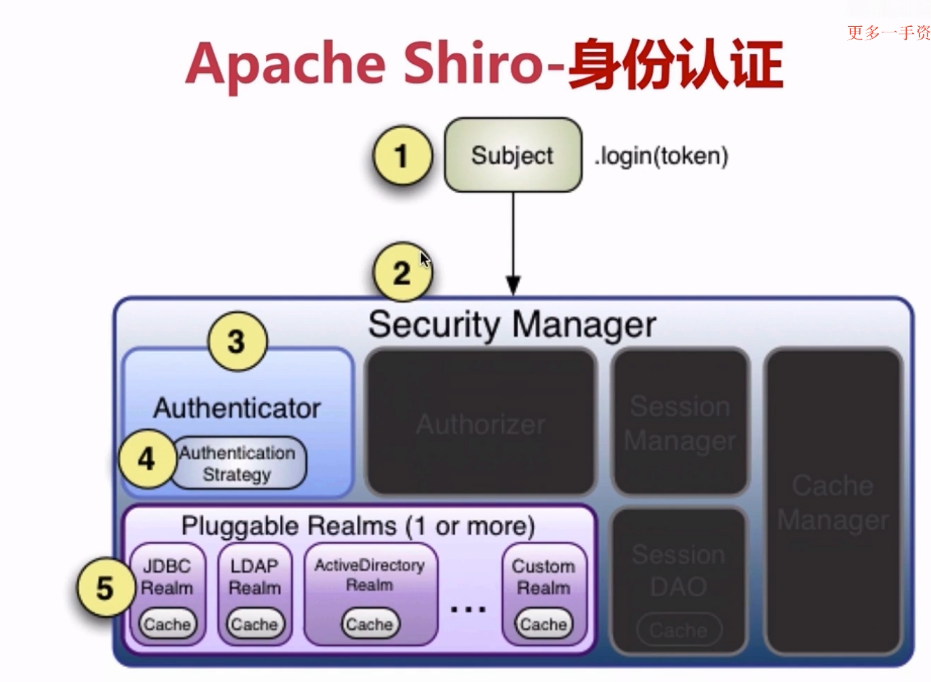 更多一手资
Apache Shiro-身份认证
1
Subject
.login(token)
2
Security Manager
3
Authenticator
Authorizer
Session
Manager
Cache
Manager
4
Authentication
Strategy
Pluggable Realms (1 or more)
5
JDBC
Realm
Cache
LDAP
Realm
Cache
ActiveDirectory
Realm
Cache
...
Custom
Realm
Cache
Session
DAO
Cache